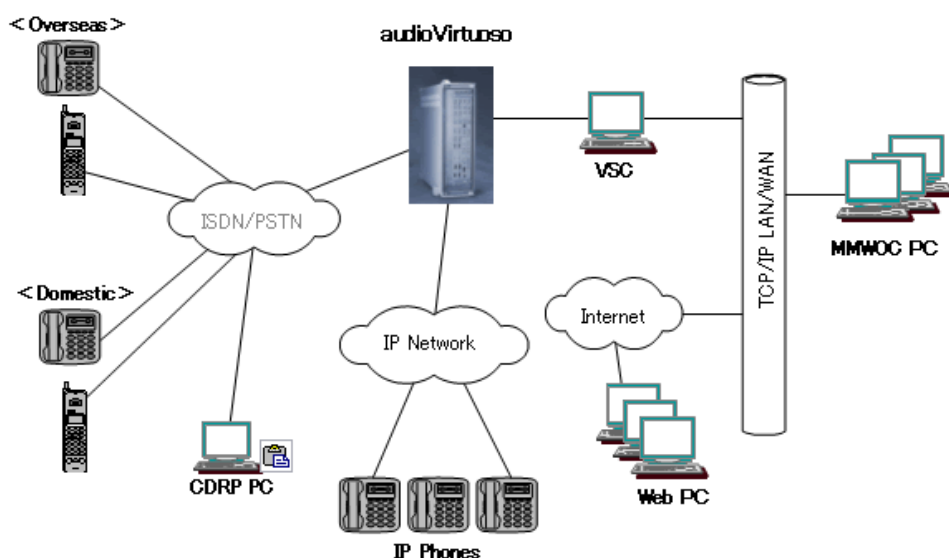 <Overseas>
audioVirtuoso
VSC
ISDN/PSTN
TCP/IP LAN/WAN
MMWOC PC
<Domestic>
Internet
IP Network
CDRP PC
Web PC
IP Phones